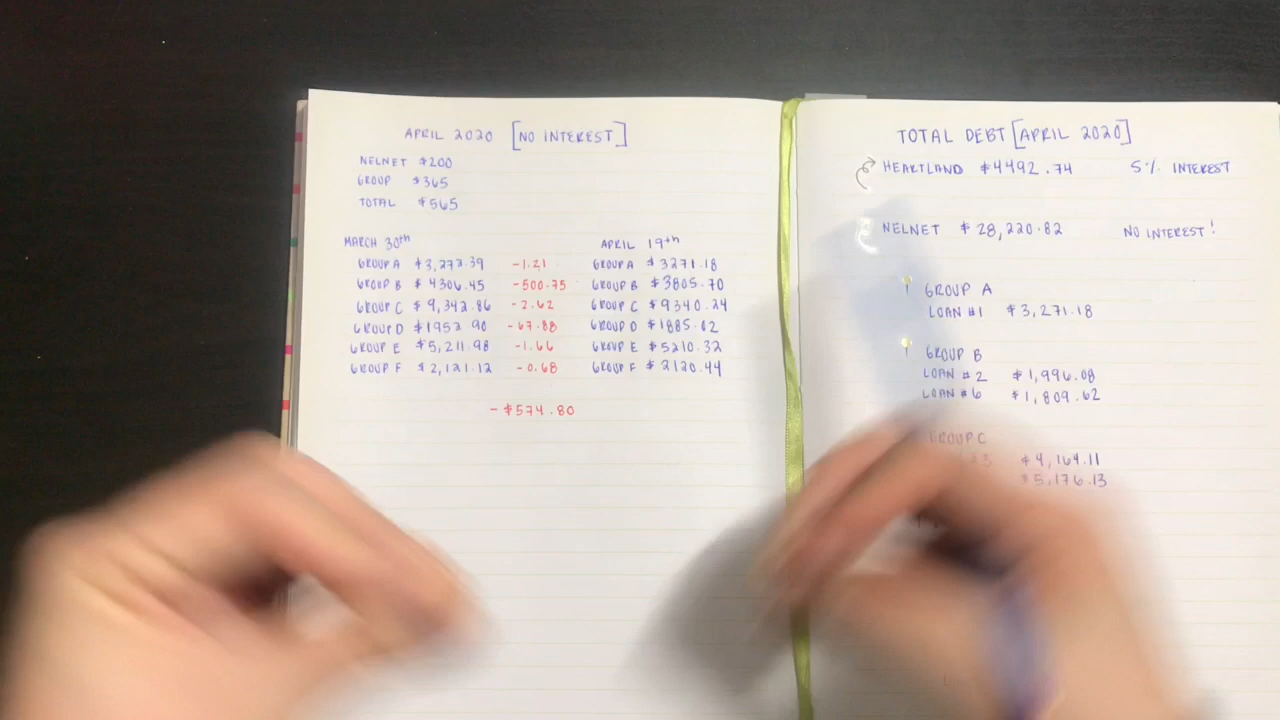 APRIL 2020 [NO INTEREST]
NELNET $200
GROUP $365
TOTAL $565
MARCH 30th APRIL 19th
GROUP A $3,272.39 -1.21 GROUP A $3271.18
GROUP B $4306.45 -500.75 GROUP B $3805.70
GROUP C $9,342.86 -2.62 GROUP C $9340.24
GROUP D $1952.90 -67.88 GROUP D $1885.02
GROUP E $5,211.98 -1.66 GROUP E $5210.32
GROUP F $2,121.12 -0.68 GROUP F $2120.44
-$574.80
TOTAL DEBT [APRIL 2020]
HEARTLAND $4492.74 5% INTEREST
NELNET $28,220.82 NO INTEREST!
GROUP A
LOAN #1 $3,271.18
GROUP B
LOAN #2 $1,996.08
LOAN #6 $1,809.62
GROUP C
#3 $4,164.11
$5,176.13